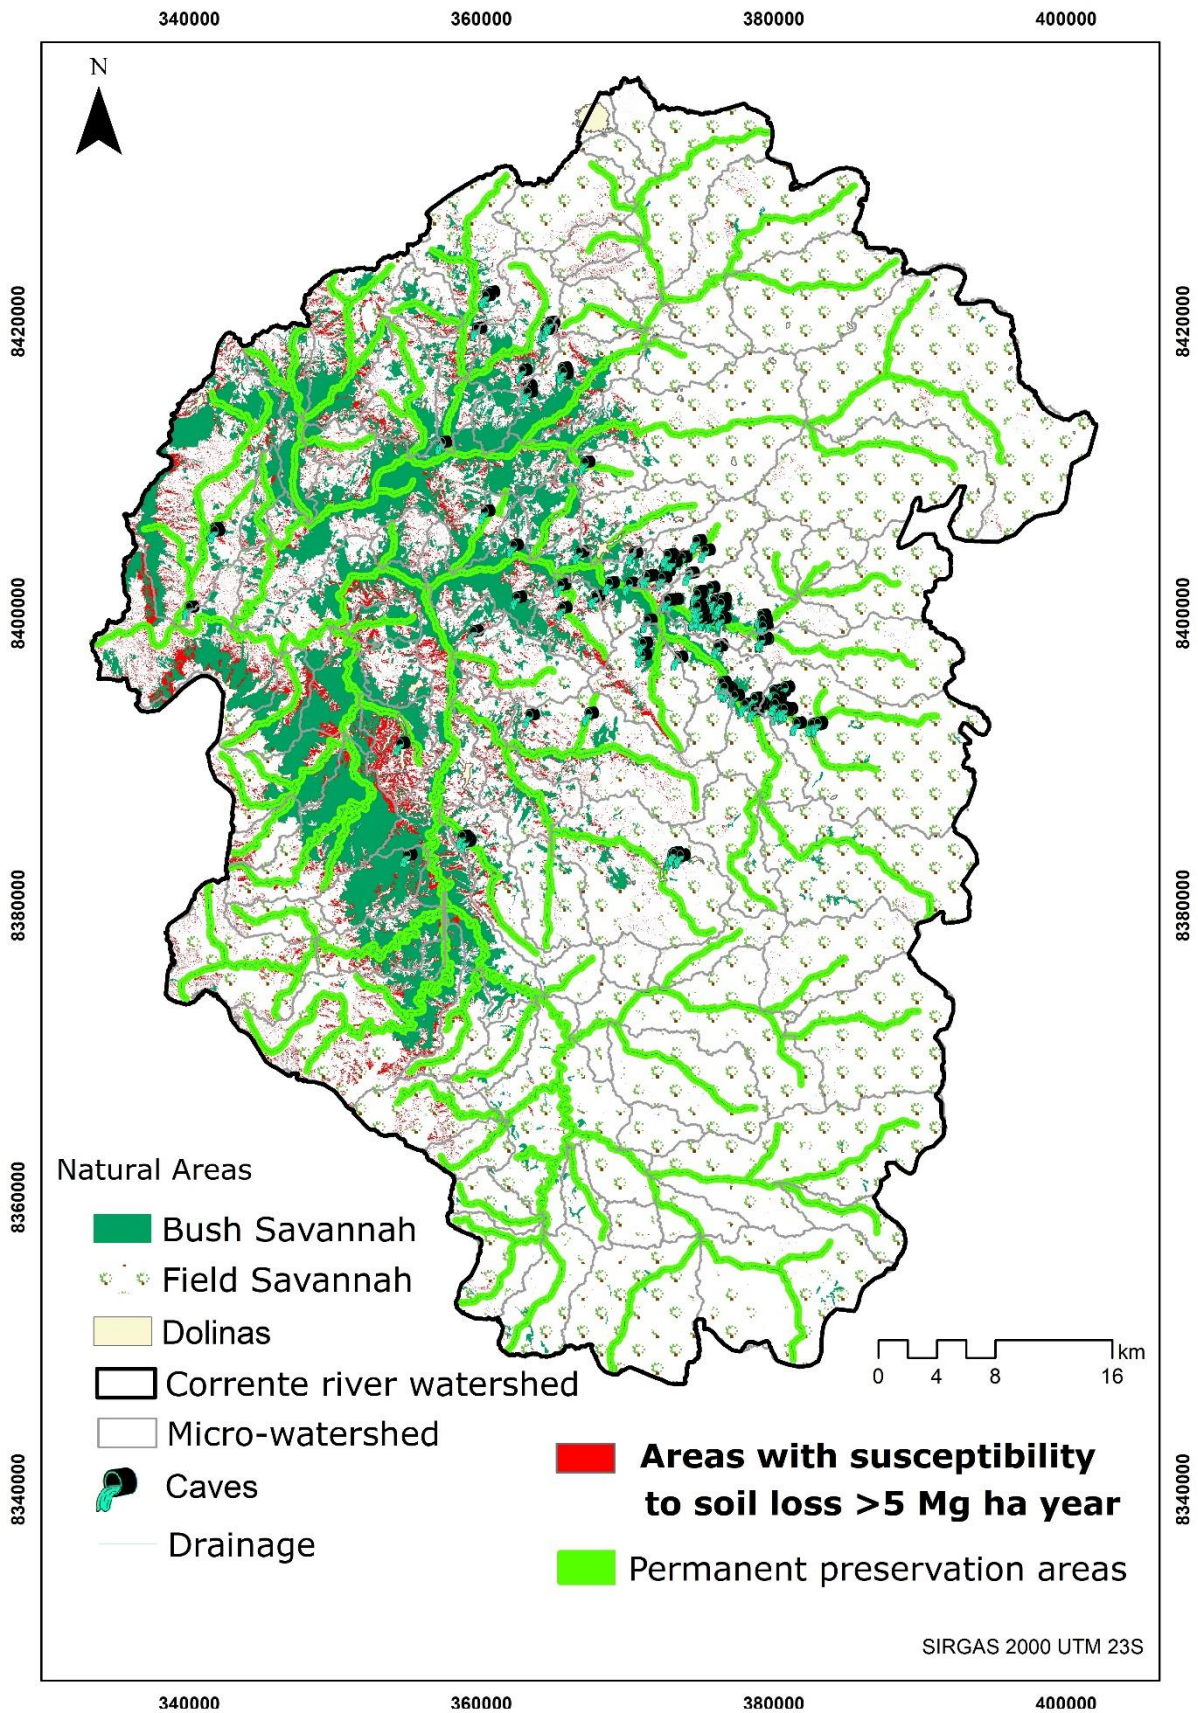 340000 360000 380000 400000
N
8420000
8420000
8400000
8400000
8380000
8380000
8360000
8360000
Natural Areas
Bush Savannah
Field Savannah
Dolinas
Corrente river watershed
Micro-watershed
Caves
Drainage
km
0 4 8 16
8340000
8340000
Areas with susceptibility
to soil loss >5 Mg ha year
Permanent preservation areas
SIRGAS 2000 UTM 23S
340000 360000 380000 400000